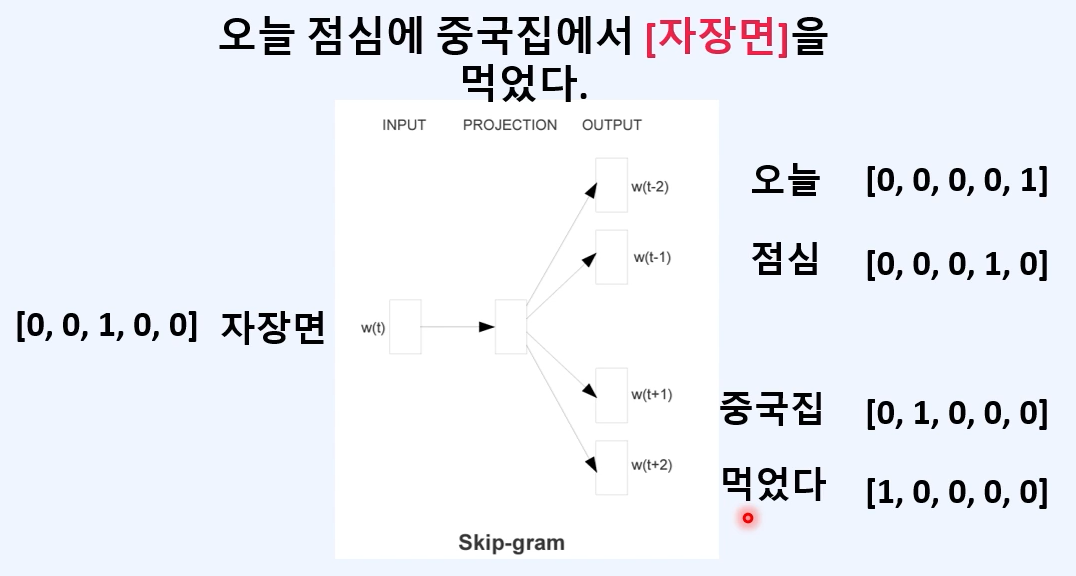 오늘 점심에 중국집에서 [자장면]을
먹었다.
INPUT PROJECTION OUTPUT
w(t-2)
오늘 [0, 0, 0, 0, 1]
w(t-1)
점심 [0, 0, 0, 1, 0]
[0, 0, 1, 0, 0] 자장면 w(t)
w(t+1)
중국집 [0, 1, 0, 0, 0]
w(t+2)
먹었다 [1, 0, 0, 0, 0]
Skip-gram